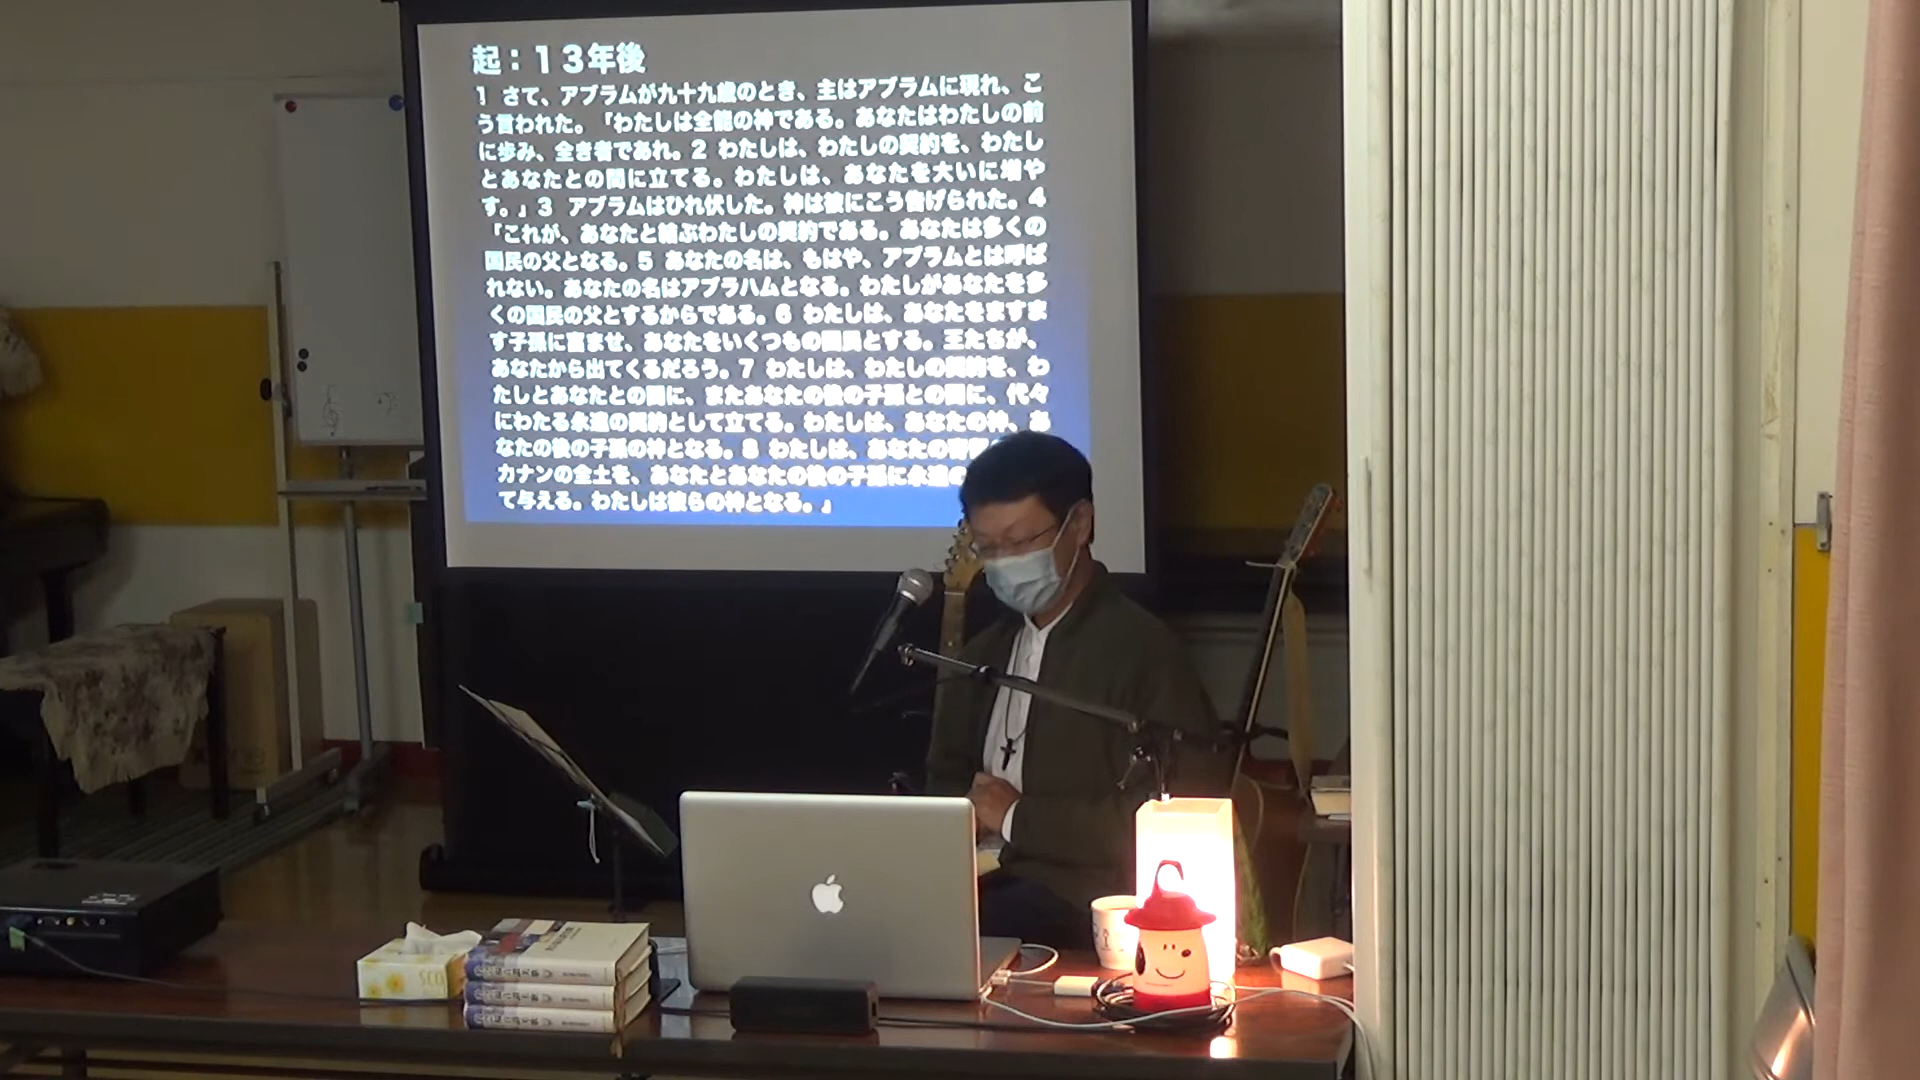 起：１３年後
1 さて、アブラムが九十九歳のとき、主はアブラムに現れ、こ
う言われた。「わたしは全能の神である。あなたはわたしの前
に歩み、全き者であれ。2 わたしは、わたしの契約を、わたし
とあなたとの間に立てる。わたしは、あなたを大いに増や
す。」3 アブラムはひれ伏した。神は彼にこう告げられた。4
「これが、あなたと結ぶわたしの契約である。あなたは多くの
国民の父となる。5 あなたの名は、もはや、アブラムとは呼ば
れない。あなたの名はアブラハムとなる。わたしがあなたを多
くの国民の父とするからである。6 わたしは、あなたをますま
す子孫に富ませ、あなたをいくつもの国民とする。王たちが、
あなたから出てくるだろう。7 わたしは、わたしの契約を、わ
たしとあなたとの間に、またあなたの後の子孫との間に、代々
にわたる永遠の契約として立てる。わたしは、あなたの神、あ
なたの後の子孫の神となる。8 わたしは、あなたの寄
カナンの全土を、あなたとあなたの後の子孫に永遠の
て与える。わたしは彼らの神となる。」